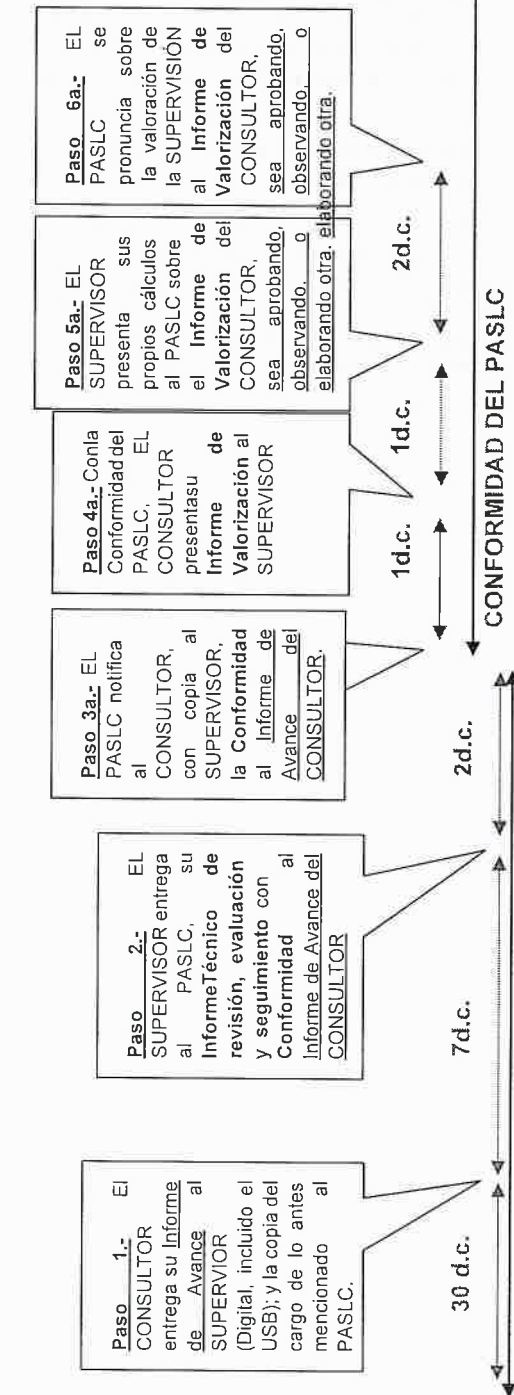 Paso 1.- El
CONSULTOR
entrega su Informe
de Avance al
SUPERVIOR
(Digital, incluido el
USB); y la copia del
cargo de lo antes
mencionado al
PASLC.
Paso 2.- EL
SUPERVISOR entrega
al PASLC, su
InformeTécnico de
revisión, evaluación
y seguimiento con
Conformidad al
Informe de Avance del
CONSULTOR
Paso 3a.- EL
PASLC notifica
al CONSULTOR,
con copia al
SUPERVISOR,
la Conformidad
al Informe de
Avance del
CONSULTOR.
Paso 4a.- Conla
Conformidad del
PASLC, EL
CONSULTOR
presentasu
Informe de
Valorización al
SUPERVISOR
Paso 5a.- EL
SUPERVISOR
presenta sus
propios cálculos
al PASLC sobre
el Informe de
Valorización del
CONSULTOR,
sea aprobando,
observando, o
elaborando otra.
Paso 6a.- EL
PASLC se
pronuncia sobre
la valoración de
la SUPERVISIÓN
al Informe de
Valorización del
CONSULTOR,
sea aprobando,
observando, o
elaborando otra.
30 d.c.
7d.c.
2d.c.
1d.c.
1d.c.
2d.c.
CONFORMIDAD DEL PASLC